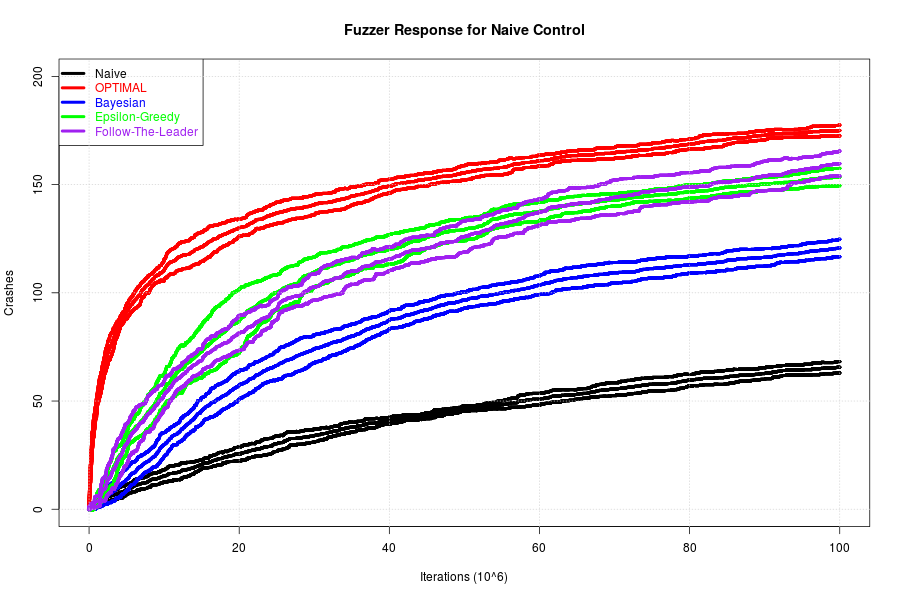 Fuzzer Response for Naive Control
Naive
OPTIMAL
Bayesian
Epsilon-Greedy
Follow-The-Leader
200
150
100
50
0
Crashes
0 20 40 60 80 100
Iterations (10^6)